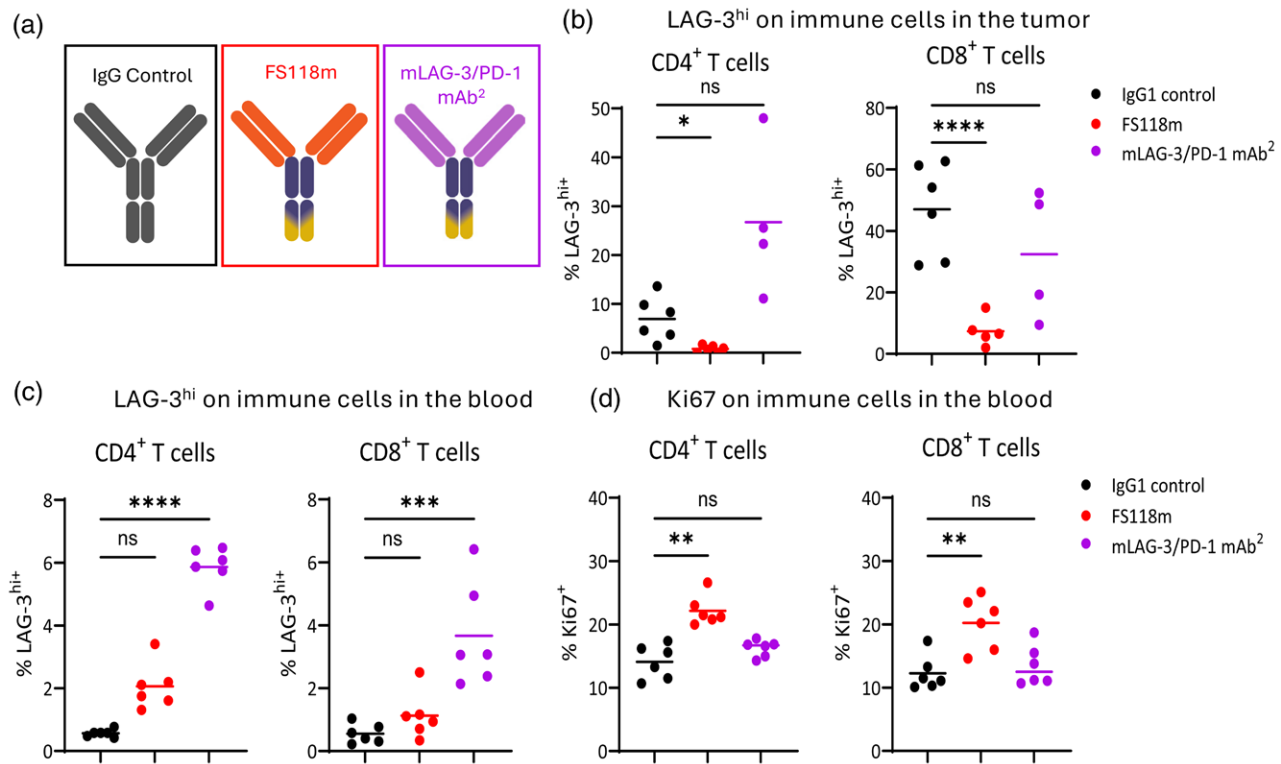 (a)
IgG Control
FS118m
mLAG-3/PD-1
mAb²
(b)
LAG-3ʰⁱ on immune cells in the tumor
CD4⁺ T cells
ns
*
% LAG-3ʰⁱ⁺
50
40
30
20
10
0
CD8⁺ T cells
ns
****
% LAG-3ʰⁱ⁺
80
60
40
20
0
IgG1 control
FS118m
mLAG-3/PD-1 mAb²
(c)
LAG-3ʰⁱ on immune cells in the blood
CD4⁺ T cells
****
ns
% LAG-3ʰⁱ⁺
8
6
4
2
0
CD8⁺ T cells
***
ns
% LAG-3ʰⁱ⁺
8
6
4
2
0
(d)
Ki67 on immune cells in the blood
CD4⁺ T cells
ns
**
% Ki67⁺
40
30
20
10
0
CD8⁺ T cells
ns
**
% Ki67⁺
40
30
20
10
0
IgG1 control
FS118m
mLAG-3/PD-1 mAb²